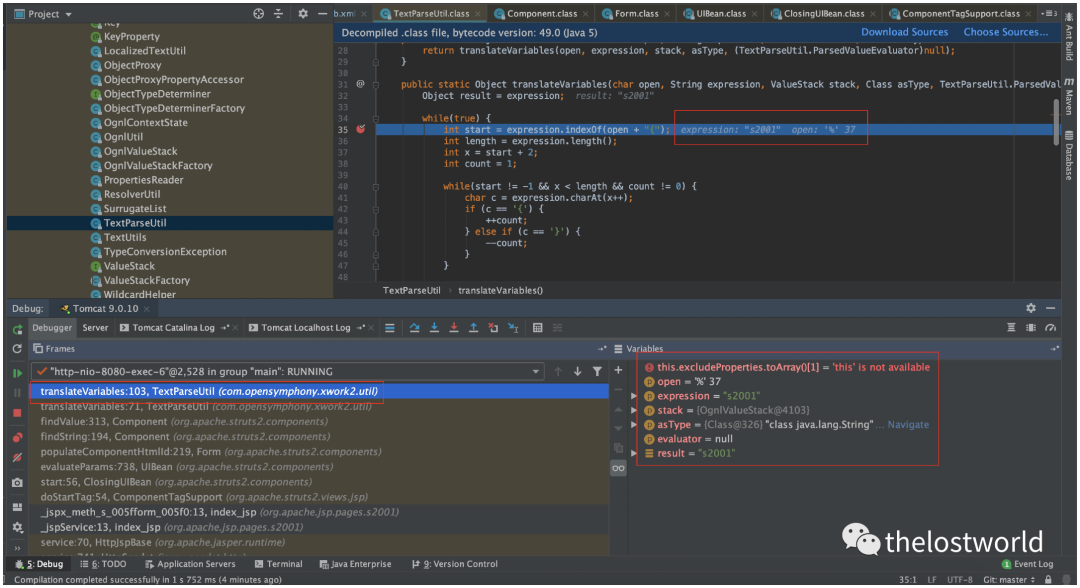 Project
b.xml
TextParseUtil.class
Component.class
Form.class
UIBean.class
ClosingUIBean.class
ComponentTagSupport.class
Decompiled .class file, bytecode version: 49.0 (Java 5)
Download Sources
Choose Sources...
Key
KeyProperty
LocalizedTextUtil
ObjectProxy
ObjectProxyPropertyAccessor
ObjectTypeDeterminer
ObjectTypeDeterminerFactory
OgnlContextState
OgnlUtil
OgnlValueStack
OgnlValueStackFactory
PropertiesReader
ResolverUtil
SurrugateList
TextParseUtil
TextUtils
TypeConversionException
ValueStack
ValueStackFactory
WildcardHelper
28 return translateVariables(open, expression, stack, asType, (TextParseUtil.ParsedValueEvaluator)null);
29 }
30
31 @ public static Object translateVariables(char open, String expression, ValueStack stack, Class asType, TextParseUtil.ParsedVal
32 Object result = expression; result: "s2001"
33
34 while(true) {
35 int start = expression.indexOf(open + "{"); expression: "s2001" open: '%' 37
36 int length = expression.length();
37 int x = start + 2;
38 int count = 1;
39
40 while(start != -1 && x < length && count != 0) {
41 char c = expression.charAt(x++);
42 if (c == '{') {
43 ++count;
44 } else if (c == '}') {
45 --count;
46 }
47 }
48
TextParseUtil › translateVariables()
Ant Build
Maven
Database
Debug: Tomcat 9.0.10
Debugger Server Tomcat Catalina Log Tomcat Localhost Log
Frames
"http-nio-8080-exec-6"@2,528 in group "main": RUNNING
translateVariables:103, TextParseUtil (com.opensymphony.xwork2.util)
translateVariables:71, TextParseUtil (com.opensymphony.xwork2.util)
findValue:313, Component (org.apache.struts2.components)
findString:194, Component (org.apache.struts2.components)
populateComponentHtmlId:219, Form (org.apache.struts2.components)
evaluateParams:738, UIBean (org.apache.struts2.components)
start:56, ClosingUIBean (org.apache.struts2.components)
doStartTag:54, ComponentTagSupport (org.apache.struts2.views.jsp)
_jspx_meth_s_005fform_005f0:13, index_jsp (org.apache.jsp.pages.s2001)
_jspService:13, index_jsp (org.apache.jsp.pages.s2001)
service:70, HttpJspBase (org.apache.jasper.runtime)
Variables
this.excludeProperties.toArray()[1] = 'this' is not available
open = '%' 37
expression = "s2001"
stack = {OgnlValueStack@4103}
asType = {Class@326} "class java.lang.String" ... Navigate
evaluator = null
result = "s2001"
thelostworld
5: Debug 6: TODO Application Servers Terminal Java Enterprise 9: Version Control
1 Event Log
Compilation completed successfully in 1 s 752 ms (4 minutes ago)
35:1 LF UTF-8 Git: master